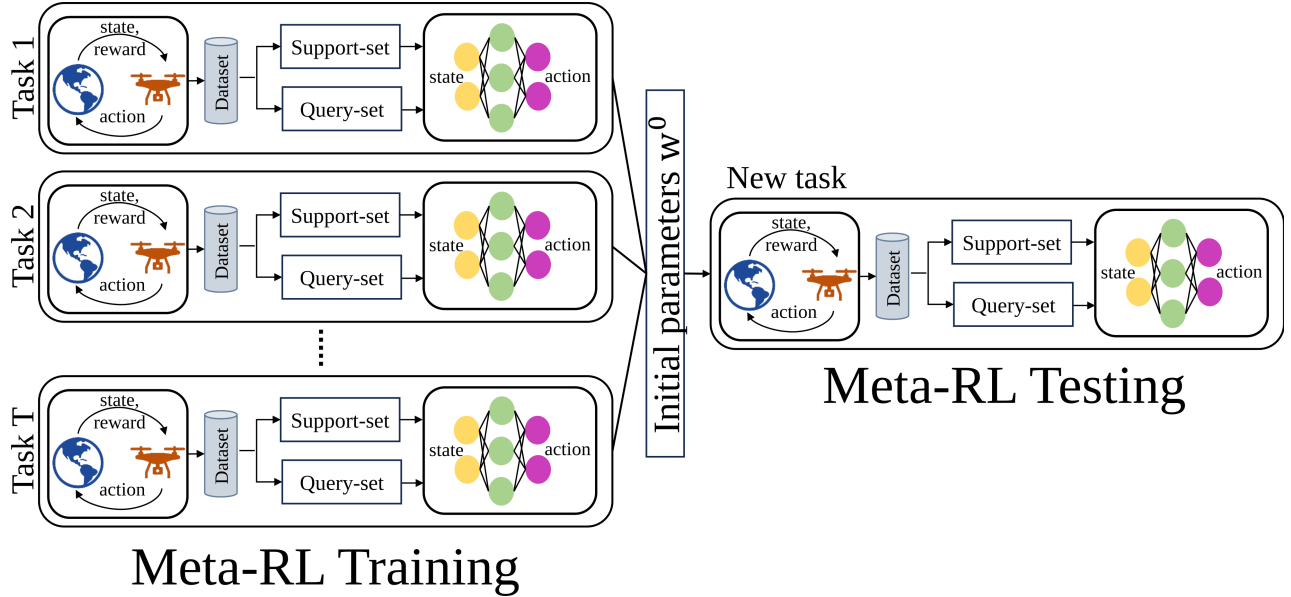 Task 1
state,
reward
action
Dataset
Support-set
Query-set
state
action
Task 2
state,
reward
action
Dataset
Support-set
Query-set
state
action
Task T
state,
reward
action
Dataset
Support-set
Query-set
state
action
Meta-RL Training
Initial parameters w⁰
New task
state,
reward
action
Dataset
Support-set
Query-set
state
action
Meta-RL Testing